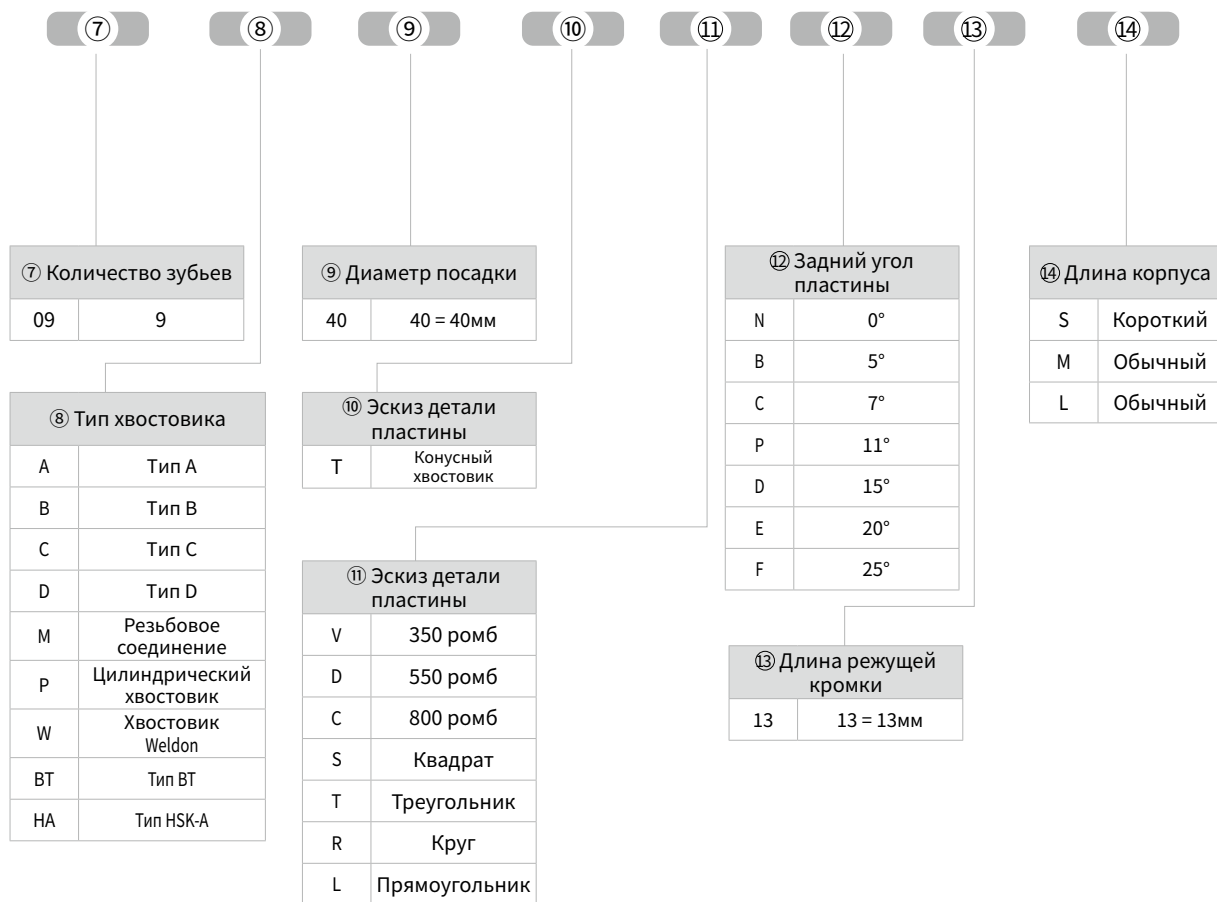 ⑦ ⑧ ⑨ ⑩ ⑪ ⑫ ⑬ ⑭
⑦ Количество зубьев
09 9
⑧ Тип хвостовика
A Тип A
B Тип B
C Тип C
D Тип D
M Резьбовое
соединение
P Цилиндрический
хвостовик
W Хвостовик
Weldon
BT Тип BT
HA Тип HSK-A
⑨ Диаметр посадки
40 40 = 40мм
⑩ Эскиз детали
пластины
T Конусный
хвостовик
⑪ Эскиз детали
пластины
V 350 ромб
D 550 ромб
C 800 ромб
S Квадрат
T Треугольник
R Круг
L Прямоугольник
⑫ Задний угол
пластины
N 0°
B 5°
C 7°
P 11°
D 15°
E 20°
F 25°
⑬ Длина режущей
кромки
13 13 = 13мм
⑭ Длина корпуса
S Короткий
M Обычный
L Обычный